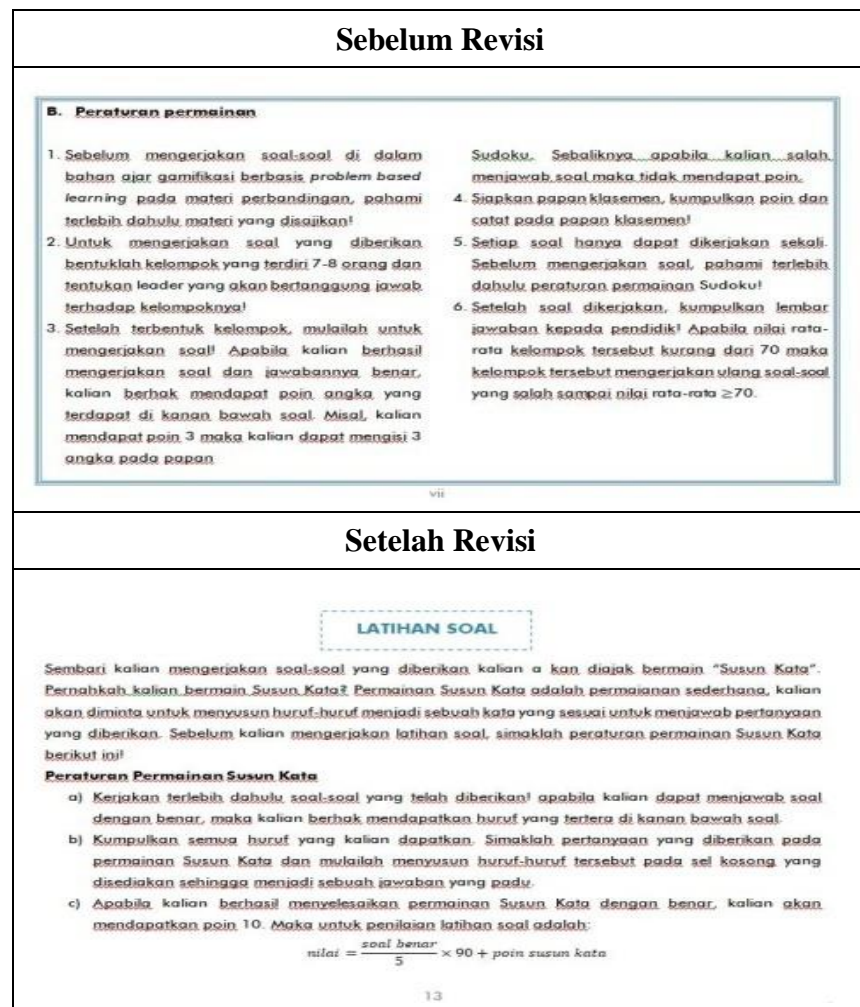 Sebelum Revisi
B. Peraturan permainan
1. Sebelum mengerjakan soal-soal di dalam
bahan ajar gamifikasi berbasis problem based
learning pada materi perbandingan, pahami
terlebih dahulu materi yang disajikan!
2. Untuk mengerjakan soal yang diberikan
bentuklah kelompok yang terdiri 7-8 orang dan
tentukan leader yang akan bertanggung jawab
terhadap kelompoknya!
3. Setelah terbentuk kelompok, mulailah untuk
mengerjakan soal! Apabila kalian berhasil
mengerjakan soal dan jawabannya benar,
kalian berhak mendapat poin angka yang
terdapat di kanan bawah soal. Misal, kalian
mendapat poin 3 maka kalian dapat mengisi 3
angka pada papan
Sudoku. Sebaliknya apabila kalian salah
menjawab soal maka tidak mendapat poin.
4. Siapkan papan klasemen, kumpulkan poin dan
catat pada papan klasemen!
5. Setiap soal hanya dapat dikerjakan sekali.
Sebelum mengerjakan soal, pahami terlebih
dahulu peraturan permainan Sudoku!
6. Setelah soal dikerjakan, kumpulkan lembar
jawaban kepada pendidik! Apabila nilai rata-
rata kelompok tersebut kurang dari 70 maka
kelompok tersebut mengerjakan ulang soal-soal
yang salah sampai nilai rata-rata ≥70.
vii
Setelah Revisi
LATIHAN SOAL
Sembari kalian mengerjakan soal-soal yang diberikan kalian a kan diajak bermain "Susun Kata".
Pernahkah kalian bermain Susun Kata? Permainan Susun Kata adalah permaianan sederhana, kalian
akan diminta untuk menyusun huruf-huruf menjadi sebuah kata yang sesuai untuk menjawab pertanyaan
yang diberikan. Sebelum kalian mengerjakan latihan soal, simaklah peraturan permainan Susun Kata
berikut ini!
Peraturan Permainan Susun Kata
a) Kerjakan terlebih dahulu soal-soal yang telah diberikan! apabila kalian dapat menjawab soal
dengan benar, maka kalian berhak mendapatkan huruf yang tertera di kanan bawah soal.
b) Kumpulkan semua huruf yang kalian dapatkan. Simaklah pertanyaan yang diberikan pada
permainan Susun Kata dan mulailah menyusun huruf-huruf tersebut pada sel kosong yang
disediakan sehingga menjadi sebuah jawaban yang padu.
c) Apabila kalian berhasil menyelesaikan permainan Susun Kata dengan benar, kalian akan
mendapatkan poin 10. Maka untuk penilaian latihan soal adalah:
nilai = soal benar / 5 × 90 + poin susun kata
13